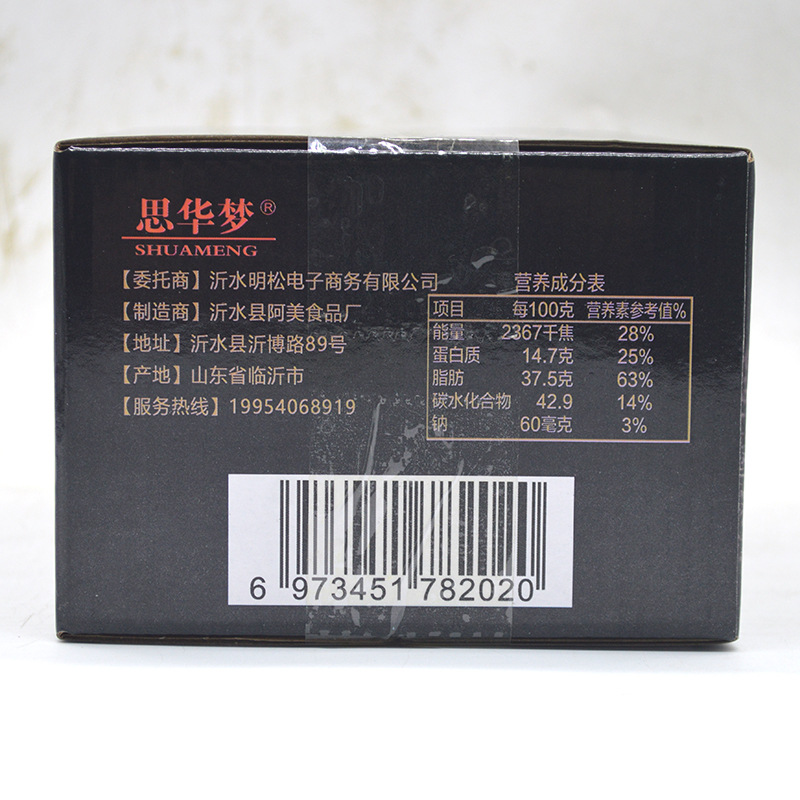 思华梦®
SHUAMENG
【委托商】沂水明松电子商务有限公司
【制造商】沂水县阿美食品厂
【地址】沂水县沂博路89号
【产地】山东省临沂市
【服务热线】19954068919
营养成分表
项目 每100克 营养素参考值%
能量 2367千焦 28%
蛋白质 14.7克 25%
脂肪 37.5克 63%
碳水化合物 42.9 14%
钠 60毫克 3%
6 973451 782020